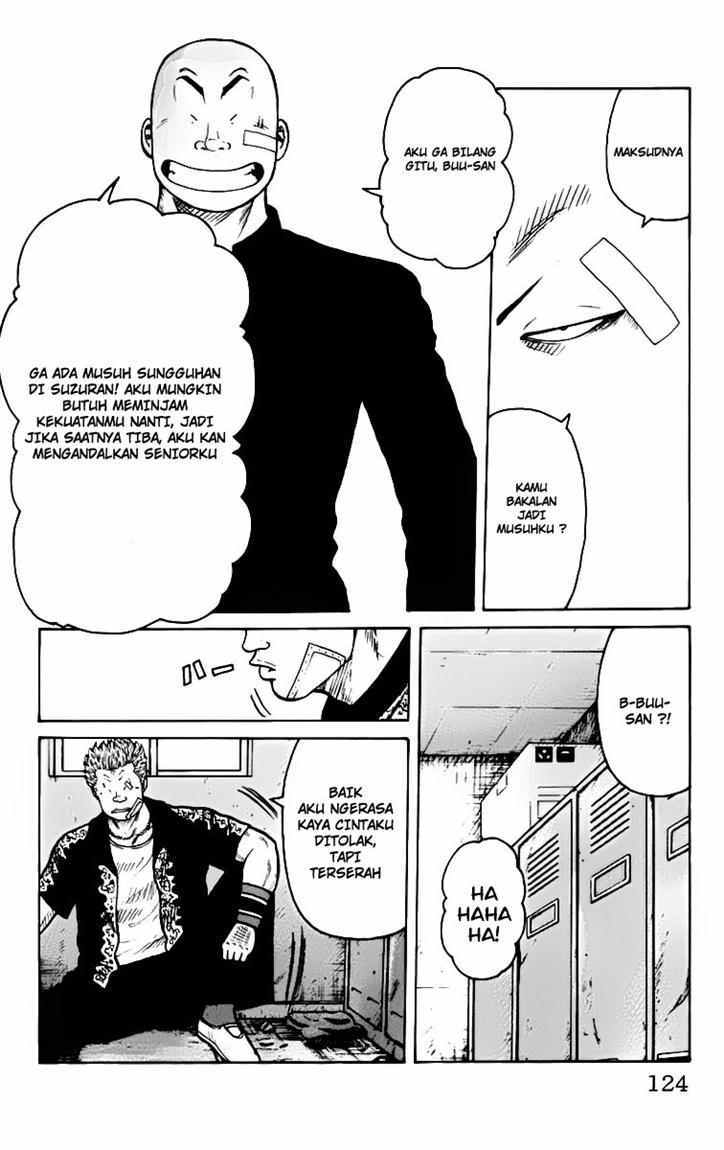 MAKSUDNYA
KAMU
BAKALAN
JADI
MUSUHKU ?
AKU GA BILANG
GITU, BUU-SAN
GA ADA MUSUH SUNGGUHAN
DI SUZURAN! AKU MUNGKIN
BUTUH MEMINJAM
KEKUATANMU NANTI, JADI
JIKA SAATNYA TIBA, AKU KAN
MENGANDALKAN SENIORKU
B-BUU-
SAN ?!
HA
HAHA
HA!
BAIK
AKU NGERASA
KAYA CINTAKU
DITOLAK,
TAPI
TERSERAH
124